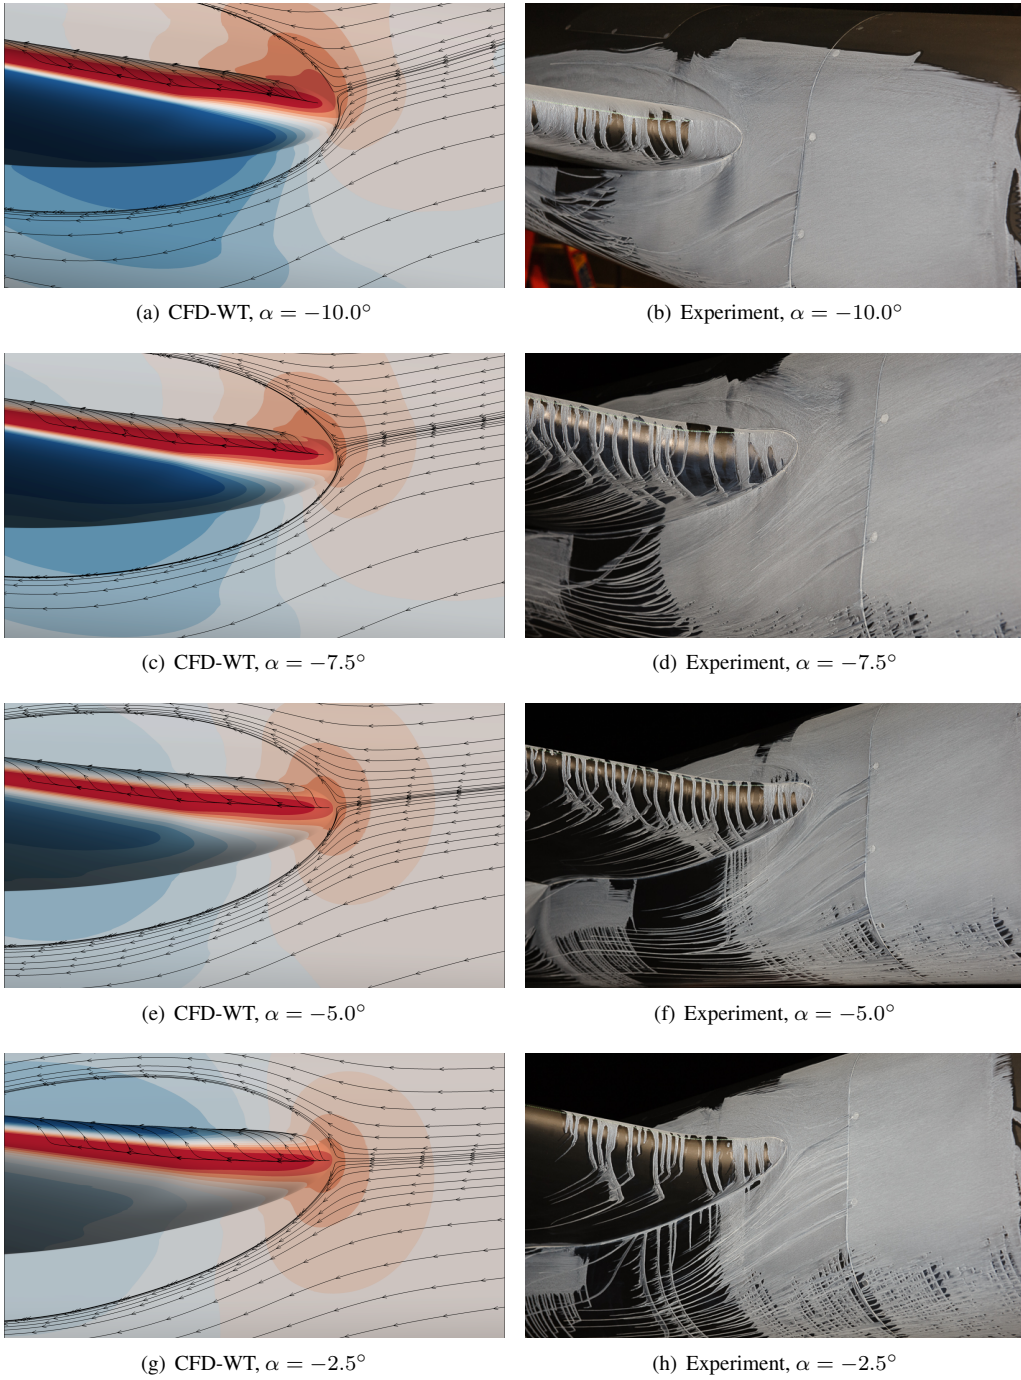 (a) CFD-WT, α = −10.0°
(b) Experiment, α = −10.0°
(c) CFD-WT, α = −7.5°
(d) Experiment, α = −7.5°
(e) CFD-WT, α = −5.0°
(f) Experiment, α = −5.0°
(g) CFD-WT, α = −2.5°
(h) Experiment, α = −2.5°